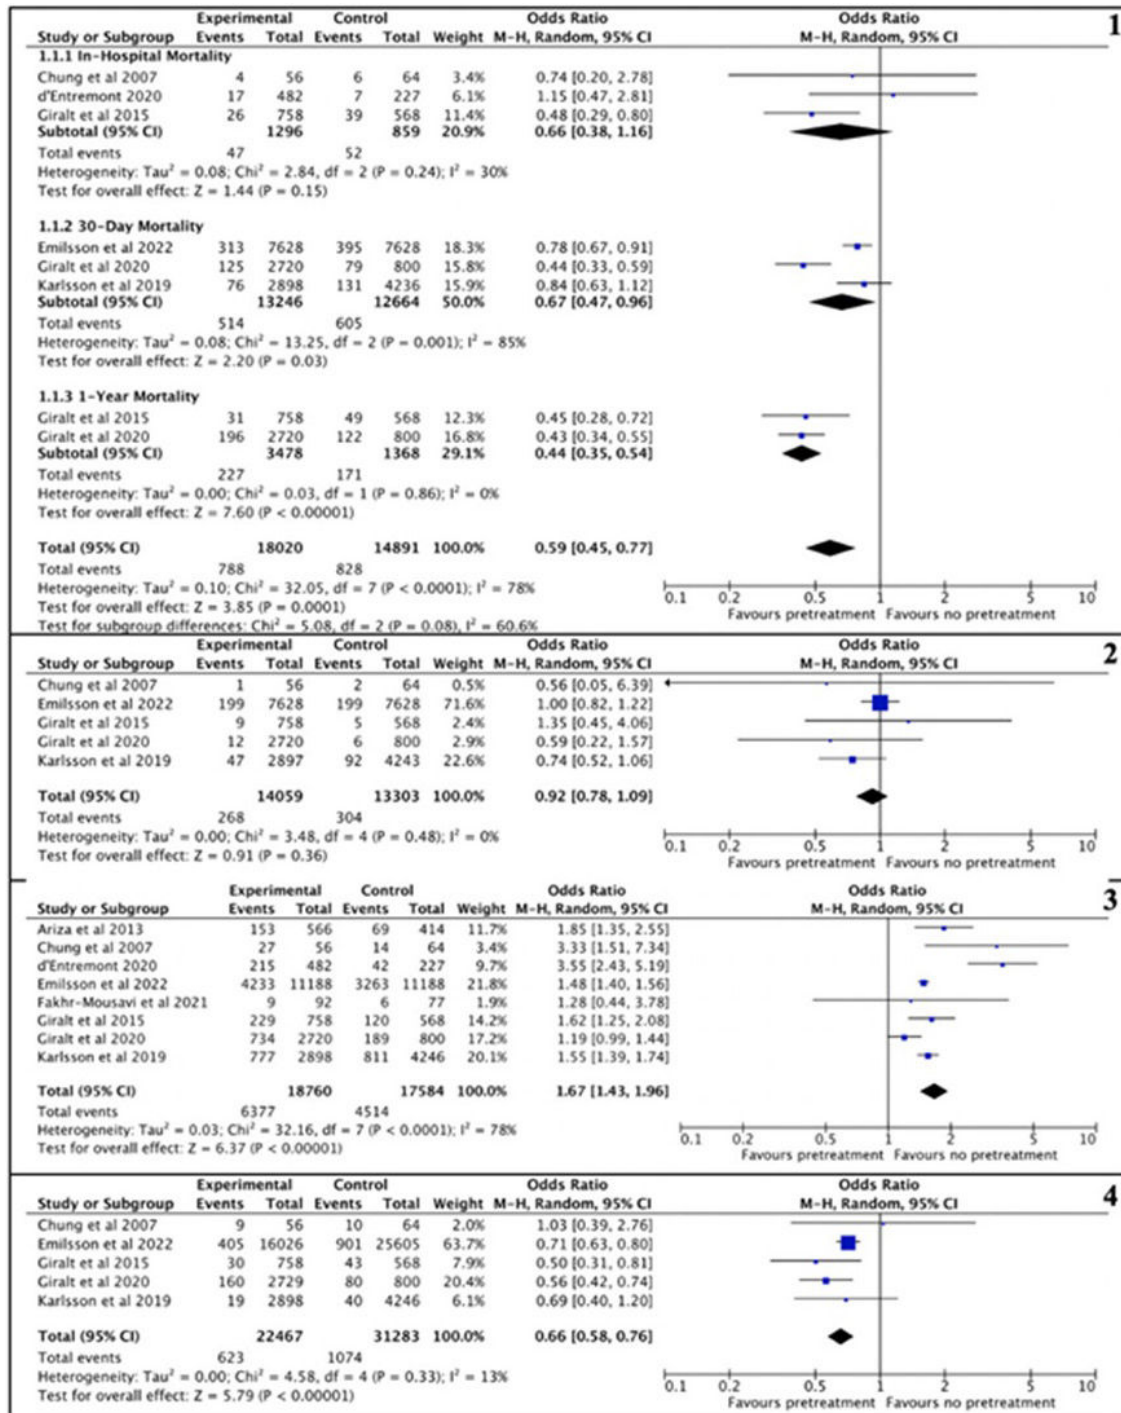 Experimental Control Odds Ratio Odds Ratio 1
Study or Subgroup Events Total Events Total Weight M-H, Random, 95% CI M-H, Random, 95% CI
1.1.1 In-Hospital Mortality
Chung et al 2007 4 56 6 64 3.4% 0.74 [0.20, 2.78]
d'Entremont 2020 17 482 7 227 6.1% 1.15 [0.47, 2.81]
Giralt et al 2015 26 758 39 568 11.4% 0.48 [0.29, 0.80]
Subtotal (95% CI) 1296 859 20.9% 0.66 [0.38, 1.16]
Total events 47 52
Heterogeneity: Tau² = 0.08; Chi² = 2.84, df = 2 (P = 0.24); I² = 30%
Test for overall effect: Z = 1.44 (P = 0.15)
1.1.2 30-Day Mortality
Emilsson et al 2022 313 7628 395 7628 18.3% 0.78 [0.67, 0.91]
Giralt et al 2020 125 2720 79 800 15.8% 0.44 [0.33, 0.59]
Karlsson et al 2019 76 2898 131 4236 15.9% 0.84 [0.63, 1.12]
Subtotal (95% CI) 13246 12664 50.0% 0.67 [0.47, 0.96]
Total events 514 605
Heterogeneity: Tau² = 0.08; Chi² = 13.25, df = 2 (P = 0.001); I² = 85%
Test for overall effect: Z = 2.20 (P = 0.03)
1.1.3 1-Year Mortality
Giralt et al 2015 31 758 49 568 12.3% 0.45 [0.28, 0.72]
Giralt et al 2020 196 2720 122 800 16.8% 0.43 [0.34, 0.55]
Subtotal (95% CI) 3478 1368 29.1% 0.44 [0.35, 0.54]
Total events 227 171
Heterogeneity: Tau² = 0.00; Chi² = 0.03, df = 1 (P = 0.86); I² = 0%
Test for overall effect: Z = 7.60 (P < 0.00001)
Total (95% CI) 18020 14891 100.0% 0.59 [0.45, 0.77]
Total events 788 828
Heterogeneity: Tau² = 0.10; Chi² = 32.05, df = 7 (P < 0.0001); I² = 78%
Test for overall effect: Z = 3.85 (P = 0.0001)
Test for subgroup differences: Chi² = 5.08, df = 2 (P = 0.08), I² = 60.6%
0.1 0.2 0.5 1 2 5 10
Favours pretreatment Favours no pretreatment
Experimental Control Odds Ratio Odds Ratio 2
Study or Subgroup Events Total Events Total Weight M-H, Random, 95% CI M-H, Random, 95% CI
Chung et al 2007 1 56 2 64 0.5% 0.56 [0.05, 6.39]
Emilsson et al 2022 199 7628 199 7628 71.6% 1.00 [0.82, 1.22]
Giralt et al 2015 9 758 5 568 2.4% 1.35 [0.45, 4.06]
Giralt et al 2020 12 2720 6 800 2.9% 0.59 [0.22, 1.57]
Karlsson et al 2019 47 2897 92 4243 22.6% 0.74 [0.52, 1.06]
Total (95% CI) 14059 13303 100.0% 0.92 [0.78, 1.09]
Total events 268 304
Heterogeneity: Tau² = 0.00; Chi² = 3.48, df = 4 (P = 0.48); I² = 0%
Test for overall effect: Z = 0.91 (P = 0.36)
0.1 0.2 0.5 1 2 5 10
Favours pretreatment Favours no pretreatment
Experimental Control Odds Ratio Odds Ratio 3
Study or Subgroup Events Total Events Total Weight M-H, Random, 95% CI M-H, Random, 95% CI
Ariza et al 2013 153 566 69 414 11.7% 1.85 [1.35, 2.55]
Chung et al 2007 27 56 14 64 3.4% 3.33 [1.51, 7.34]
d'Entremont 2020 215 482 42 227 9.7% 3.55 [2.43, 5.19]
Emilsson et al 2022 4233 11188 3263 11188 21.8% 1.48 [1.40, 1.56]
Fakhr-Mousavi et al 2021 9 92 6 77 1.9% 1.28 [0.44, 3.78]
Giralt et al 2015 229 758 120 568 14.2% 1.62 [1.25, 2.08]
Giralt et al 2020 734 2720 189 800 17.2% 1.19 [0.99, 1.44]
Karlsson et al 2019 777 2898 811 4246 20.1% 1.55 [1.39, 1.74]
Total (95% CI) 18760 17584 100.0% 1.67 [1.43, 1.96]
Total events 6377 4514
Heterogeneity: Tau² = 0.03; Chi² = 32.16, df = 7 (P < 0.0001); I² = 78%
Test for overall effect: Z = 6.37 (P < 0.00001)
0.1 0.2 0.5 1 2 5 10
Favours pretreatment Favours no pretreatment
Experimental Control Odds Ratio Odds Ratio 4
Study or Subgroup Events Total Events Total Weight M-H, Random, 95% CI M-H, Random, 95% CI
Chung et al 2007 9 56 10 64 2.0% 1.03 [0.39, 2.76]
Emilsson et al 2022 405 16026 901 25605 63.7% 0.71 [0.63, 0.80]
Giralt et al 2015 30 758 43 568 7.9% 0.50 [0.31, 0.81]
Giralt et al 2020 160 2729 80 800 20.4% 0.56 [0.42, 0.74]
Karlsson et al 2019 19 2898 40 4246 6.1% 0.69 [0.40, 1.20]
Total (95% CI) 22467 31283 100.0% 0.66 [0.58, 0.76]
Total events 623 1074
Heterogeneity: Tau² = 0.00; Chi² = 4.58, df = 4 (P = 0.33); I² = 13%
Test for overall effect: Z = 5.79 (P < 0.00001)
0.1 0.2 0.5 1 2 5 10
Favours pretreatment Favours no pretreatment